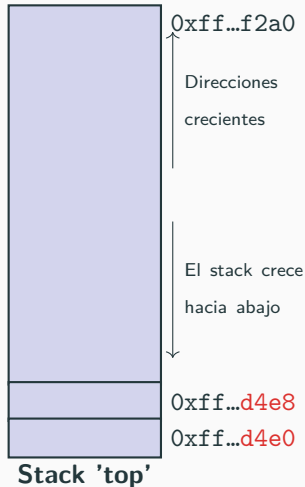 0xff…f2a0
Direcciones
crecientes
El stack crece
hacia abajo
0xff…d4e8
0xff…d4e0
Stack 'top'